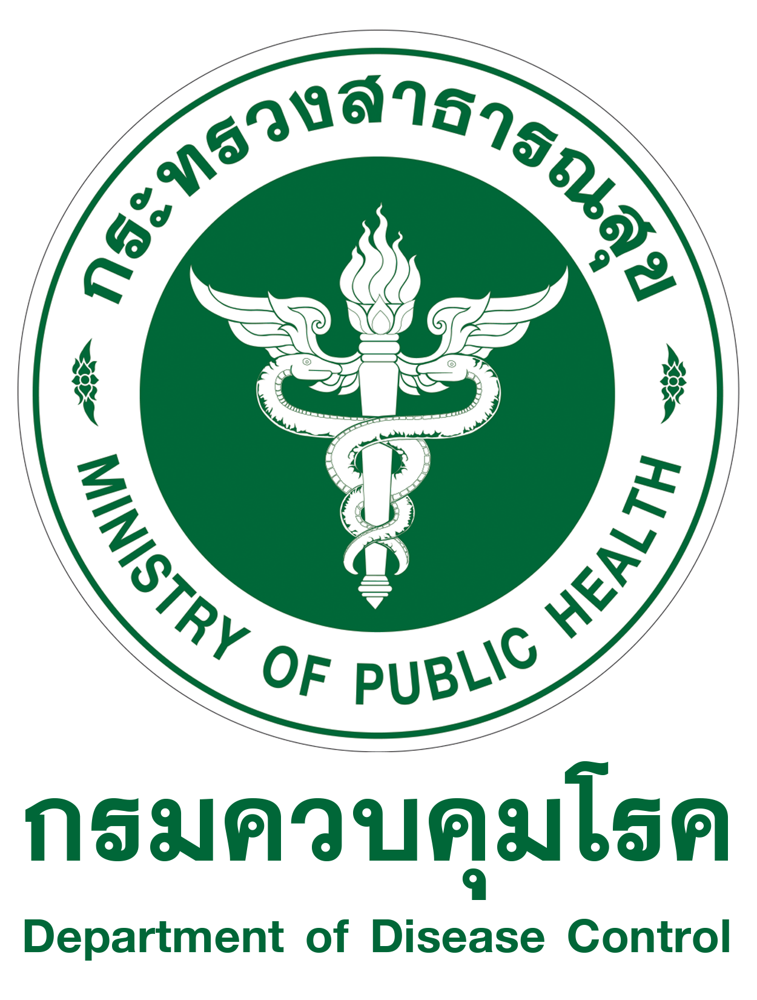 กระทรวงสาธารณสุข
MINISTRY OF PUBLIC HEALTH
กรมควบคุมโรค
Department of Disease Control